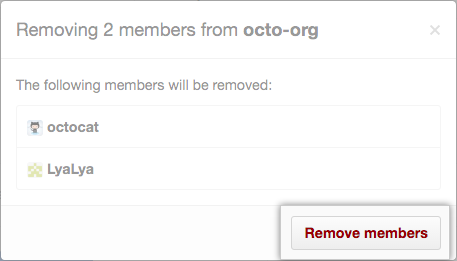 Removing 2 members from octo-org
The following members will be removed:
octocat
LyaLya
Remove members